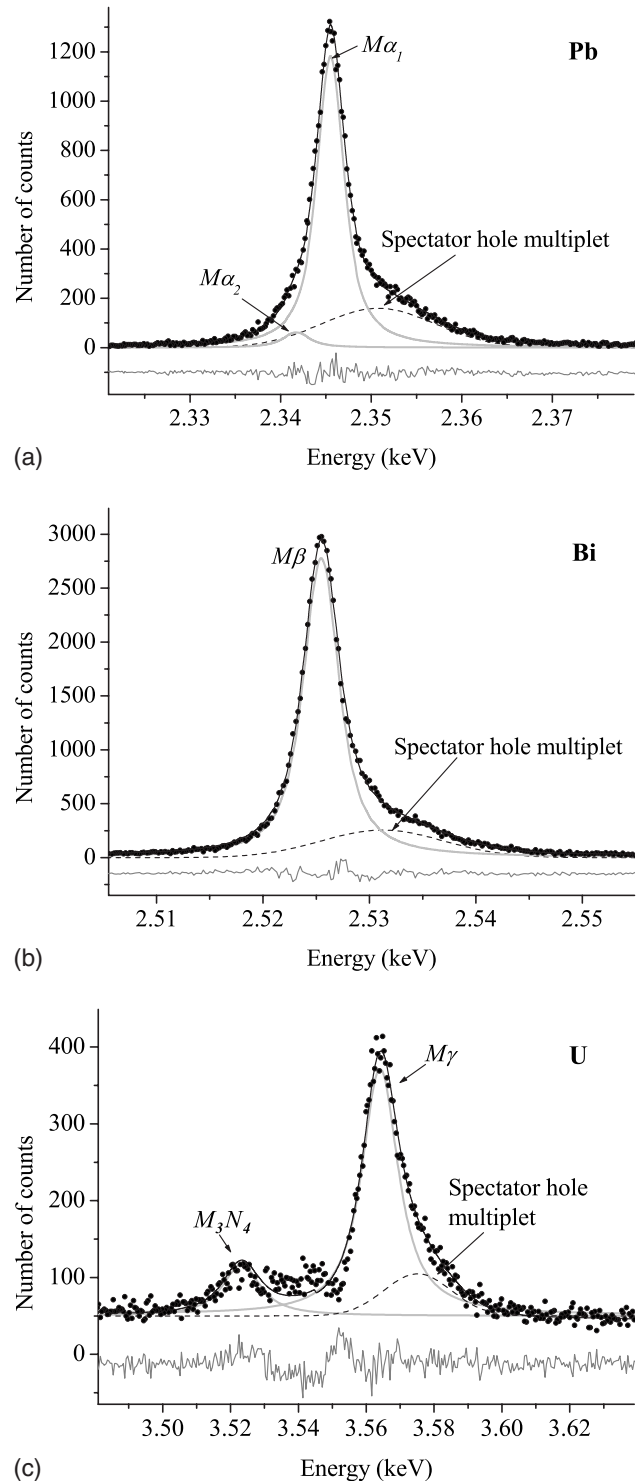 1200
1000
800
600
400
200
0
Number of counts
Mα1
Pb
Spectator hole multiplet
Mα2
2.33 2.34 2.35 2.36 2.37
Energy (keV)
(a)
3000
2500
2000
1500
1000
500
0
Number of counts
Mβ
Bi
Spectator hole multiplet
2.51 2.52 2.53 2.54 2.55
Energy (keV)
(b)
400
300
200
100
0
Number of counts
Mγ
U
Spectator hole
multiplet
M3N4
3.50 3.52 3.54 3.56 3.58 3.60 3.62
Energy (keV)
(c)